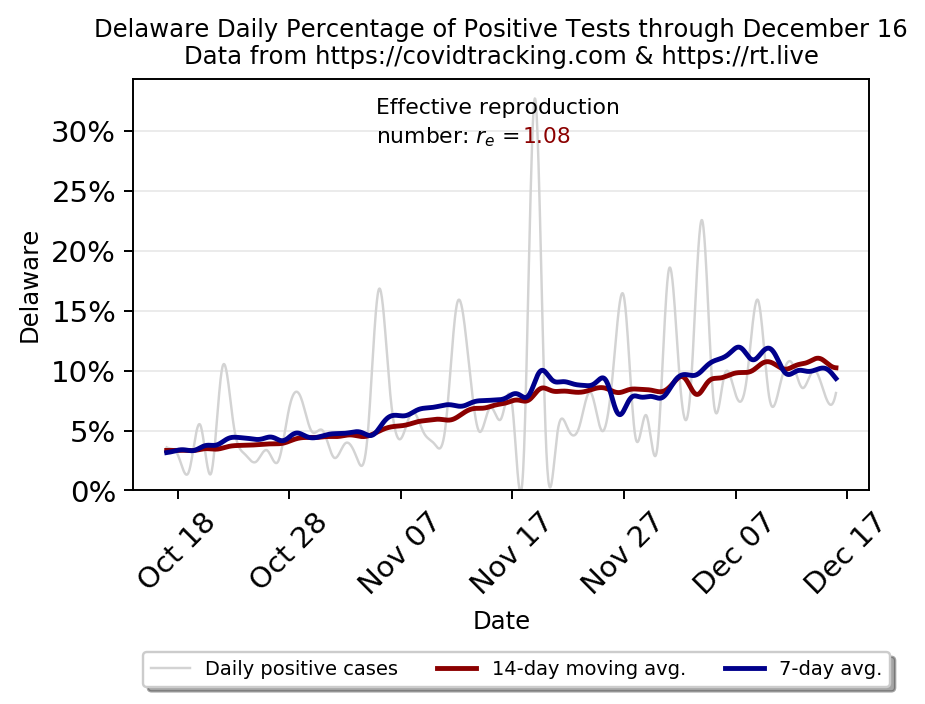 Delaware Daily Percentage of Positive Tests through December 16
Data from https://covidtracking.com & https://rt.live
Effective reproduction
number: rₑ =1.08
30%
25%
20%
15%
10%
5%
0%
Delaware
Oct 18
Oct 28
Nov 07
Nov 17
Nov 27
Dec 07
Dec 17
Date
Daily positive cases
14-day moving avg.
7-day avg.